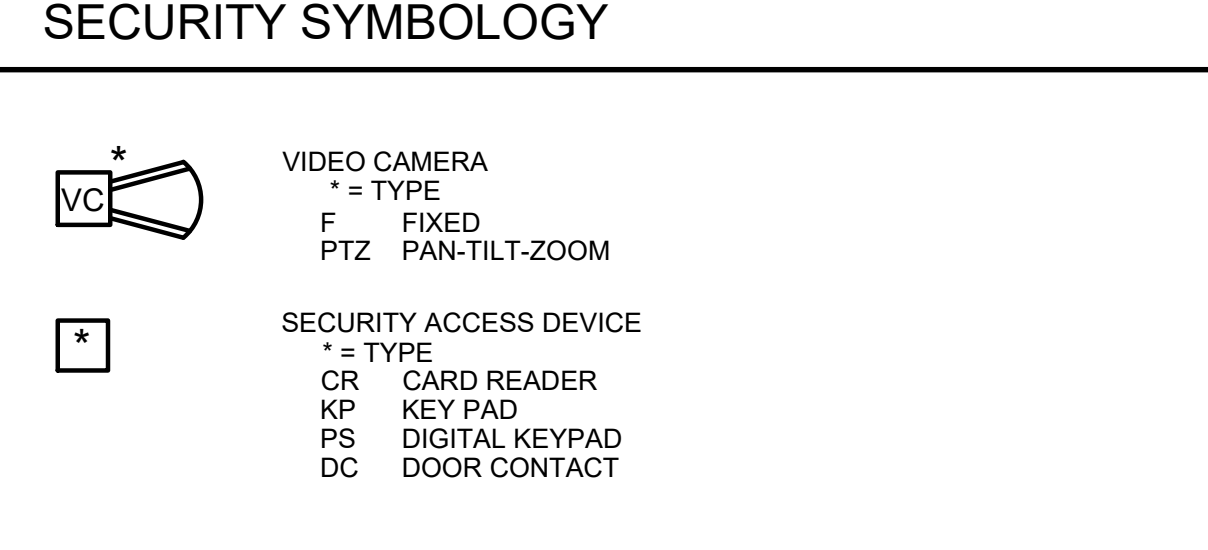 SECURITY SYMBOLOGY
*
VC
VIDEO CAMERA
* = TYPE
F FIXED
PTZ PAN-TILT-ZOOM
*
SECURITY ACCESS DEVICE
* = TYPE
CR CARD READER
KP KEY PAD
PS DIGITAL KEYPAD
DC DOOR CONTACT